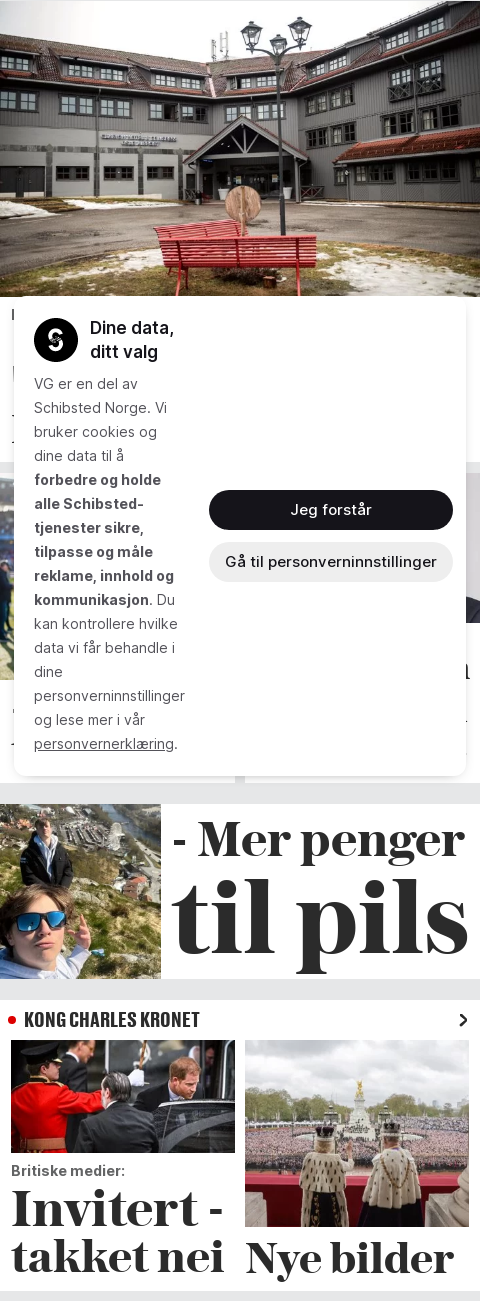 Dine data,
ditt valg
VG er en del av
Schibsted Norge. Vi
bruker cookies og
dine data til å
forbedre og holde
alle Schibsted-
tjenester sikre,
tilpasse og måle
reklame, innhold og
kommunikasjon. Du
kan kontrollere hvilke
data vi får behandle i
dine
personverninnstillinger
og lese mer i vår
personvernerklæring.
Jeg forstår
Gå til personverninnstillinger
- Mer penger
til pils
KONG CHARLES KRONET
Britiske medier:
Invitert -
takket nei
Nye bilder